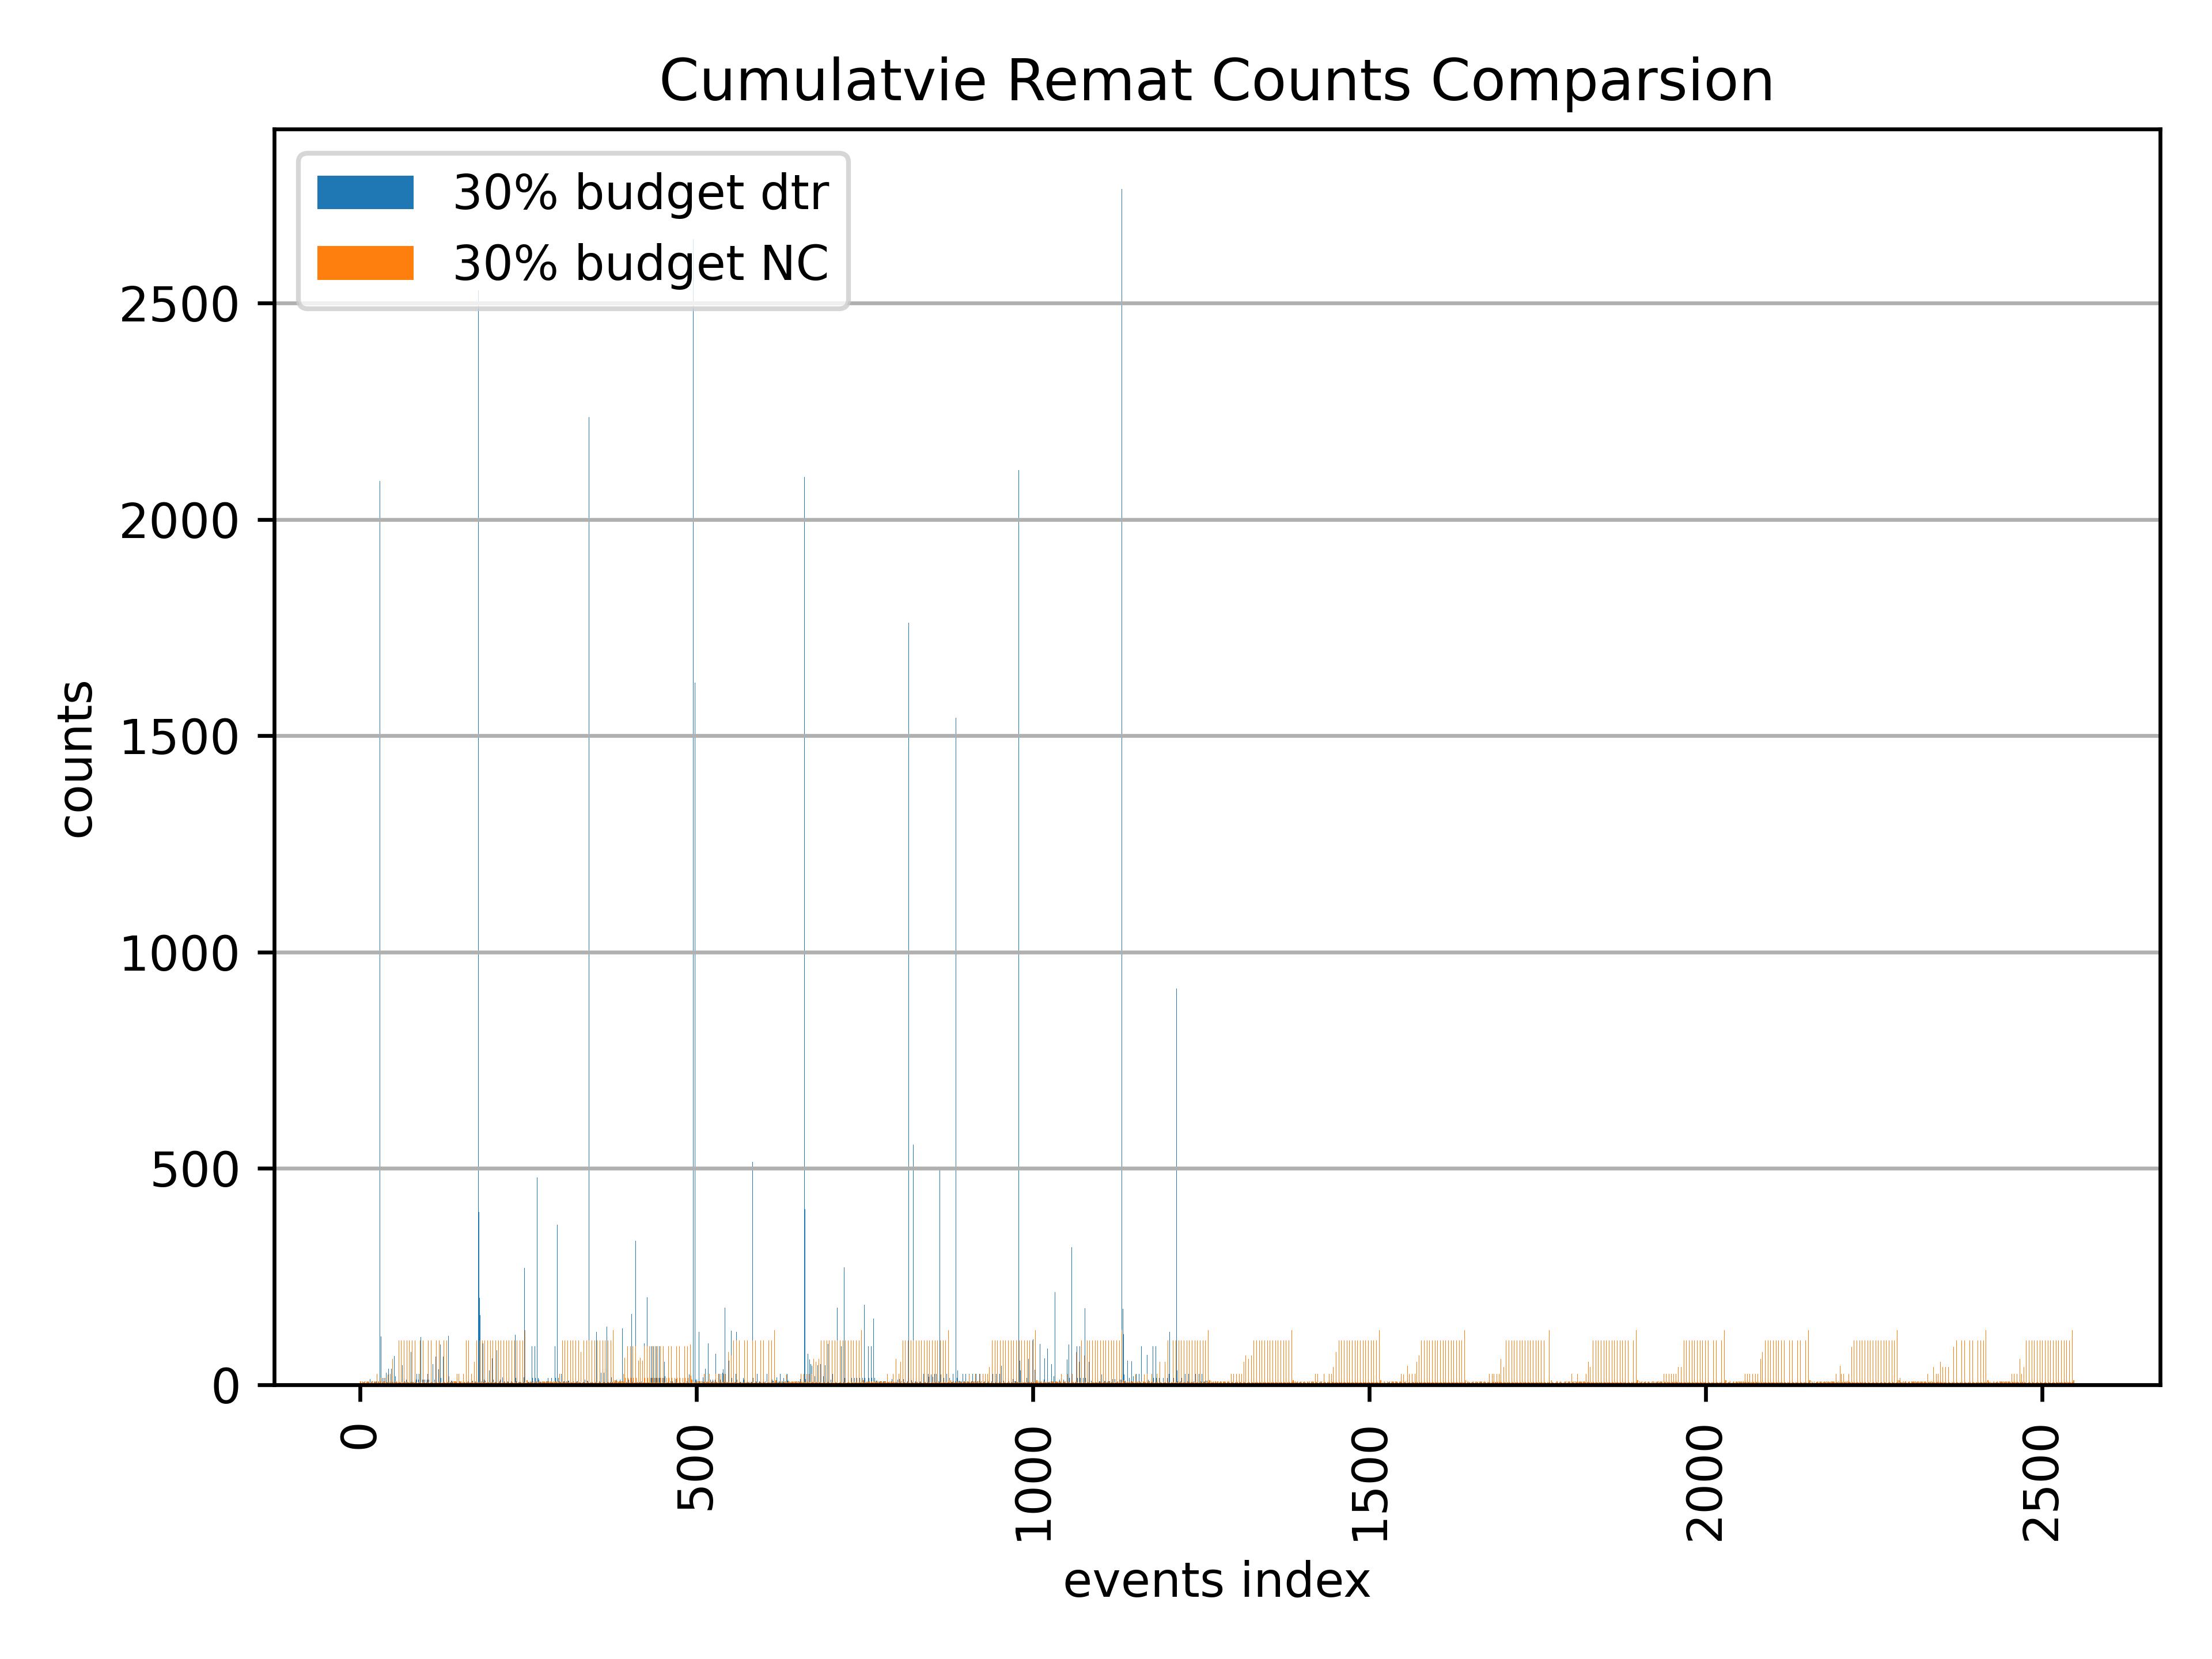 Cumulatvie Remat Counts Comparsion
30% budget dtr
30% budget NC
2500
2000
1500
1000
500
0
counts
0
500
1000
1500
2000
2500
events index